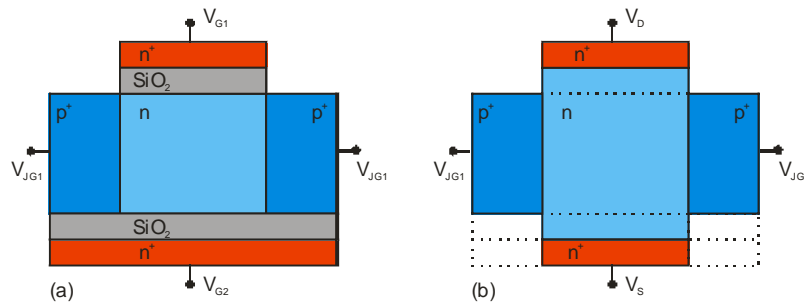 V_G1
n⁺
SiO₂
p⁺
n
p⁺
V_JG1
V_JG1
SiO₂
n⁺
(a)
V_G2
V_D
n⁺
p⁺
n
p⁺
V_JG1
V_JG
n⁺
(b)
V_S